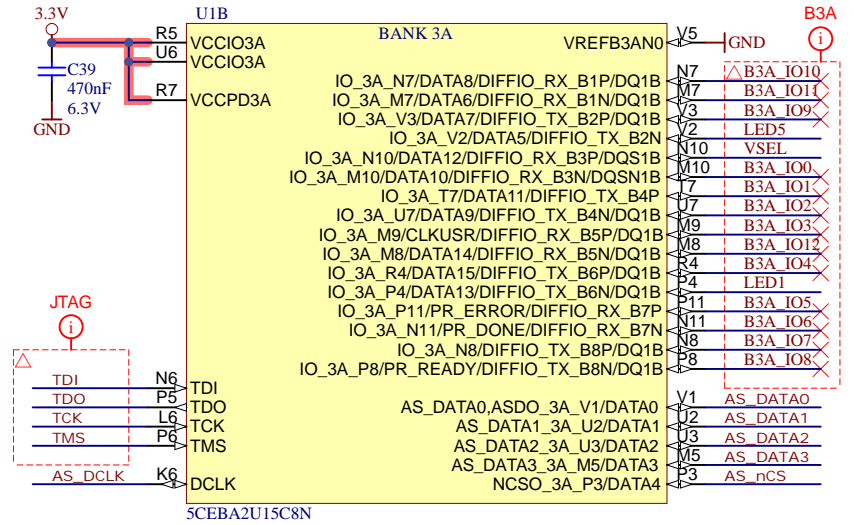 3.3V
U1B
B3A
i
BANK 3A
R5 VCCIO3A
U6 VCCIO3A
R7 VCCPD3A
C39
470nF
6.3V
GND
VREFB3AN0 V5 GND
IO_3A_N7/DATA8/DIFFIO_RX_B1P/DQ1B N7 B3A_IO10
IO_3A_M7/DATA6/DIFFIO_RX_B1N/DQ1B M7 B3A_IO11
IO_3A_V3/DATA7/DIFFIO_TX_B2P/DQ1B V3 B3A_IO9
IO_3A_V2/DATA5/DIFFIO_TX_B2N V2 LED5
IO_3A_N10/DATA12/DIFFIO_RX_B3P/DQS1B N10 VSEL
IO_3A_M10/DATA10/DIFFIO_RX_B3N/DQSN1B M10 B3A_IO0
IO_3A_T7/DATA11/DIFFIO_TX_B4P T7 B3A_IO1
IO_3A_U7/DATA9/DIFFIO_TX_B4N/DQ1B U7 B3A_IO2
IO_3A_M9/CLKUSR/DIFFIO_RX_B5P/DQ1B M9 B3A_IO3
IO_3A_M8/DATA14/DIFFIO_RX_B5N/DQ1B M8 B3A_IO12
IO_3A_R4/DATA15/DIFFIO_TX_B6P/DQ1B R4 B3A_IO4
IO_3A_P4/DATA13/DIFFIO_TX_B6N/DQ1B P4 LED1
IO_3A_P11/PR_ERROR/DIFFIO_RX_B7P P11 B3A_IO5
IO_3A_N11/PR_DONE/DIFFIO_RX_B7N N11 B3A_IO6
IO_3A_N8/DIFFIO_TX_B8P/DQ1B N8 B3A_IO7
IO_3A_P8/PR_READY/DIFFIO_TX_B8N/DQ1B P8 B3A_IO8
JTAG
i
TDI N6 TDI
TDO P5 TDO
TCK L6 TCK
TMS P6 TMS
AS_DCLK K6 DCLK
AS_DATA0,ASDO_3A_V1/DATA0 V1 AS_DATA0
AS_DATA1_3A_U2/DATA1 U2 AS_DATA1
AS_DATA2_3A_U3/DATA2 U3 AS_DATA2
AS_DATA3_3A_M5/DATA3 M5 AS_DATA3
NCSO_3A_P3/DATA4 P3 AS_nCS
5CEBA2U15C8N